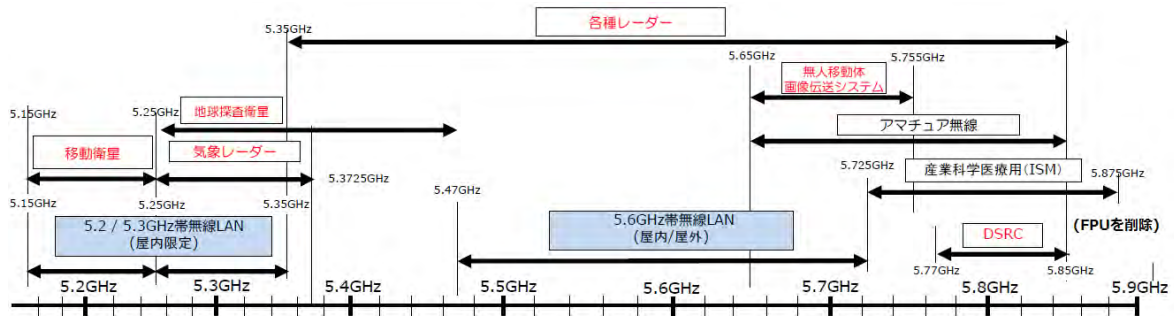 各種レーダー
5.35GHz
5.65GHz
無人移動体
画像伝送システム
5.755GHz
5.15GHz
5.25GHz
地球探査衛星
アマチュア無線
移動衛星
気象レーダー
5.3725GHz
5.725GHz
産業科学医療用(ISM)
5.875GHz
5.15GHz
5.25GHz
5.35GHz
5.47GHz
5.2 / 5.3GHz帯無線LAN
(屋内限定)
5.6GHz帯無線LAN
(屋内/屋外)
(FPUを削除)
DSRC
5.77GHz
5.85GHz
5.2GHz
5.3GHz
5.4GHz
5.5GHz
5.6GHz
5.7GHz
5.8GHz
5.9GHz